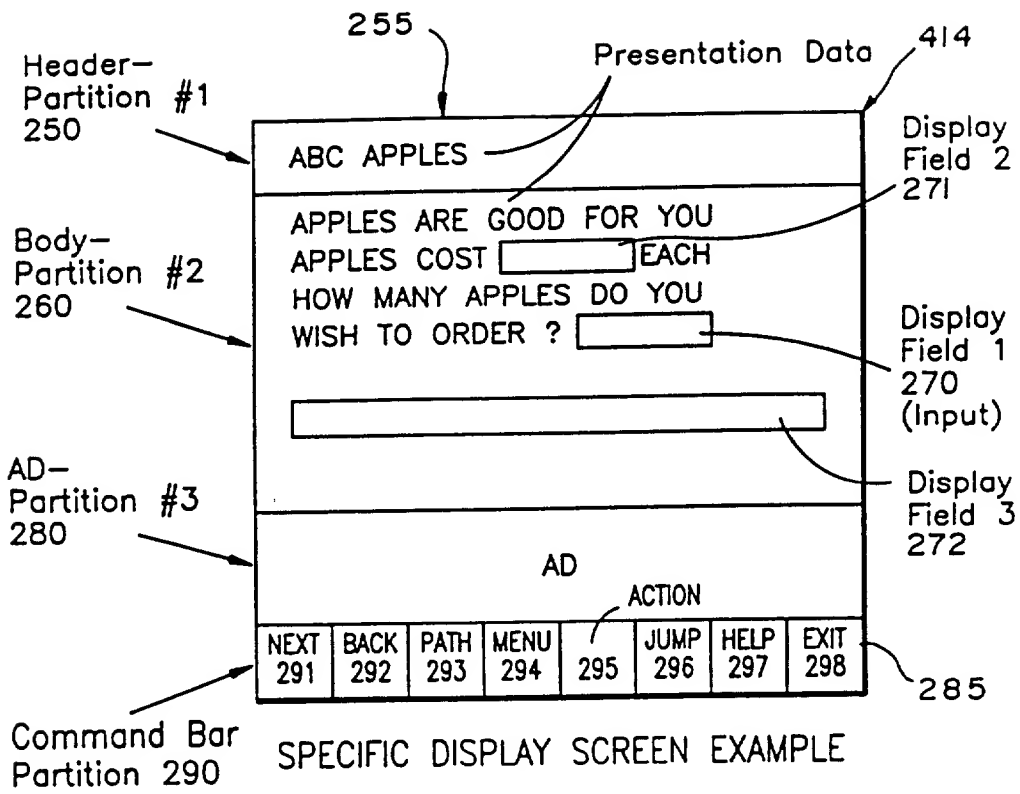 255
Presentation Data
414
Header–
Partition #1
250
ABC APPLES
Display
Field 2
271
Body–
Partition #2
260
APPLES ARE GOOD FOR YOU
APPLES COST EACH
HOW MANY APPLES DO YOU
WISH TO ORDER ?
Display
Field 1
270
(Input)
AD–
Partition #3
280
Display
Field 3
272
AD
ACTION
NEXT BACK PATH MENU JUMP HELP EXIT
291 292 293 294 295 296 297 298
285
Command Bar
Partition 290
SPECIFIC DISPLAY SCREEN EXAMPLE